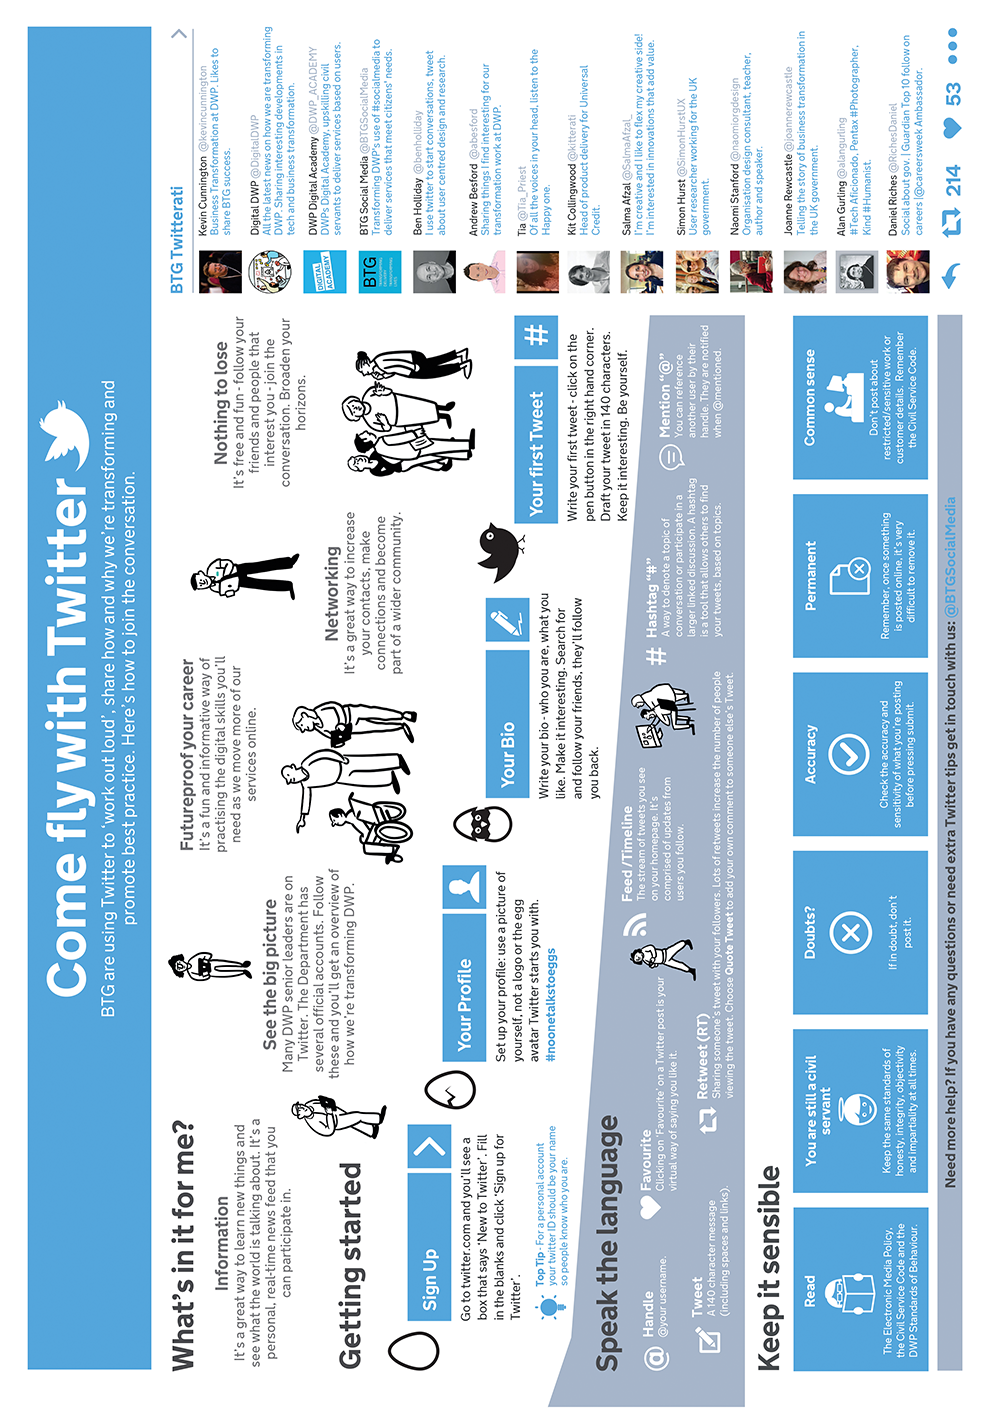 Come fly with Twitter
BTG are using Twitter to 'work out loud', share how and why we're transforming and
promote best practice. Here's how to join the conversation.
What's in it for me?
Information
It's a great way to learn new things and
see what the world is talking about. It's a
personal, real-time news feed that you
can participate in.
See the big picture
Many DWP senior leaders are on
Twitter. The Department has
several official accounts. Follow
these and you'll get an overview of
how we're transforming DWP.
Futureproof your career
It's a fun and informative way of
practising the digital skills you'll
need as we move more of our
services online.
Networking
It's a great way to increase
your contacts, make
connections and become
part of a wider community.
Nothing to lose
It's free and fun - follow your
friends and people that
interest you - join the
conversation. Broaden your
horizons.
Getting started
Sign Up
Go to twitter.com and you'll see a
box that says 'New to Twitter'. Fill
in the blanks and click 'Sign up for
Twitter'.
Top Tip - For a personal account
your twitter ID should be your name
so people know who you are.
Your Profile
Set up your profile: use a picture of
yourself, not a logo or the egg
avatar Twitter starts you with.
#noonetalkstoeggs
Your Bio
Write your bio - who you are, what you
like. Make it interesting. Search for
and follow your friends, they'll follow
you back.
Your first Tweet
#
Write your first tweet - click on the
pen button in the right hand corner.
Draft your tweet in 140 characters.
Keep it interesting. Be yourself.
Speak the language
@
Handle
@your username.
Tweet
A 140 character message
(including spaces and links).
Favourite
Clicking on 'Favourite' on a Twitter post is your
virtual way of saying you like it.
Retweet (RT)
Sharing someone's tweet with your followers. Lots of retweets increase the number of people
viewing the tweet. Choose Quote Tweet to add your own comment to someone else's Tweet.
Feed /Timeline
The stream of tweets you see
on your homepage. It's
comprised of updates from
users you follow.
#
Hashtag "#"
A way to denote a topic of
conversation or participate in a
larger linked discussion. A hashtag
is a tool that allows others to find
your tweets, based on topics.
Mention "@"
You can reference
another user by their
handle. They are notified
when @mentioned.
Keep it sensible
Read
The Electronic Media Policy,
the Civil Service Code and the
DWP Standards of Behaviour.
You are still a civil
servant
Keep the same standards of
honesty, integrity, objectivity
and impartiality at all times.
Doubts?
If in doubt, don't
post it.
Accuracy
Check the accuracy and
sensitivity of what you're posting
before pressing submit.
Permanent
Remember, once something
is posted online, it's very
difficult to remove it.
Common sense
Don't post about
restricted/sensitive work or
customer details. Remember
the Civil Service Code.
Need more help? If you have any questions or need extra Twitter tips get in touch with us: @BTGSocialMedia
BTG Twitterati
Kevin Cunnington @kevincunnington
Business Transformation at DWP. Likes to
share BTG success.
Digital DWP @DigitalDWP
All the latest news on how we are transforming
DWP. Sharing interesting developments in
tech and business transformation.
DIGITAL
ACADEMY
DWP Digital Academy @DWP_ACADEMY
DWPs Digital Academy, upskilling civil
servants to deliver services based on users.
BTG
BTG Social Media @BTGSocialMedia
Transforming DWP's use of #socialmedia to
deliver services that meet citizens' needs.
Ben Holliday @benholliday
I use twitter to start conversations, tweet
about user centred design and research.
Andrew Besford @abesford
Sharing things I find interesting for our
transformation work at DWP.
Tia @Tia_Priest
Of all the voices in your head, listen to the
Happy one.
Kit Collingwood @kitterati
Head of product delivery for Universal
Credit.
Salma Afzal @SalmaAfzal_
I'm creative and I like to flex my creative side!
I'm interested in innovations that add value.
Simon Hurst @SimonHurstUX
User researcher working for the UK
government.
Naomi Stanford @naomiorgdesign
Organisation design consultant, teacher,
author and speaker.
Joanne Rewcastle @joannerewcastle
Telling the story of business transformation in
the UK government.
Alan Gurling @alangurling
#Tech Aficionado. Pentax #Photographer,
Kind #Humanist.
Daniel Riches @RichesDaniel
Social about gov. | Guardian Top 10 follow on
careers |@careersweek Ambassador.
214
53